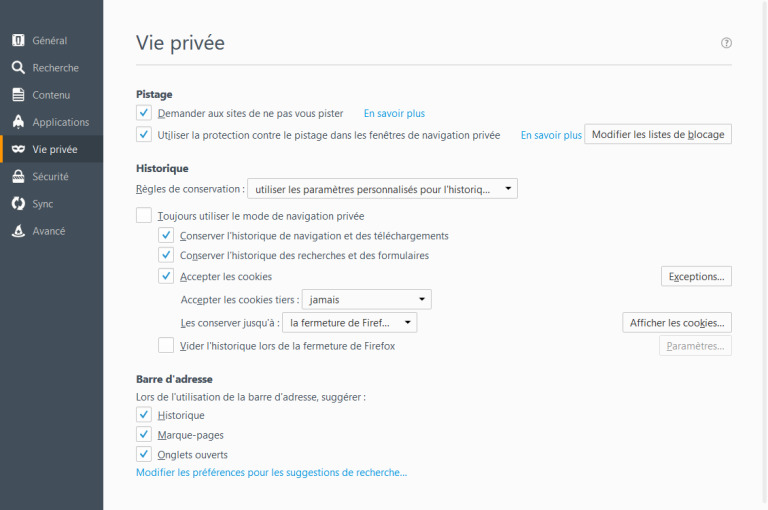 Général
Recherche
Contenu
Applications
Vie privée
Sécurité
Sync
Avancé
Vie privée
?
Pistage
Demander aux sites de ne pas vous pister En savoir plus
Utiliser la protection contre le pistage dans les fenêtres de navigation privée En savoir plus Modifier les listes de blocage
Historique
Règles de conservation : utiliser les paramètres personnalisés pour l'historiq...
Toujours utiliser le mode de navigation privée
Conserver l'historique de navigation et des téléchargements
Conserver l'historique des recherches et des formulaires
Accepter les cookies Exceptions...
Accepter les cookies tiers : jamais
Les conserver jusqu'à : la fermeture de Firef... Afficher les cookies...
Vider l'historique lors de la fermeture de Firefox Paramètres...
Barre d'adresse
Lors de l'utilisation de la barre d'adresse, suggérer :
Historique
Marque-pages
Onglets ouverts
Modifier les préférences pour les suggestions de recherche...